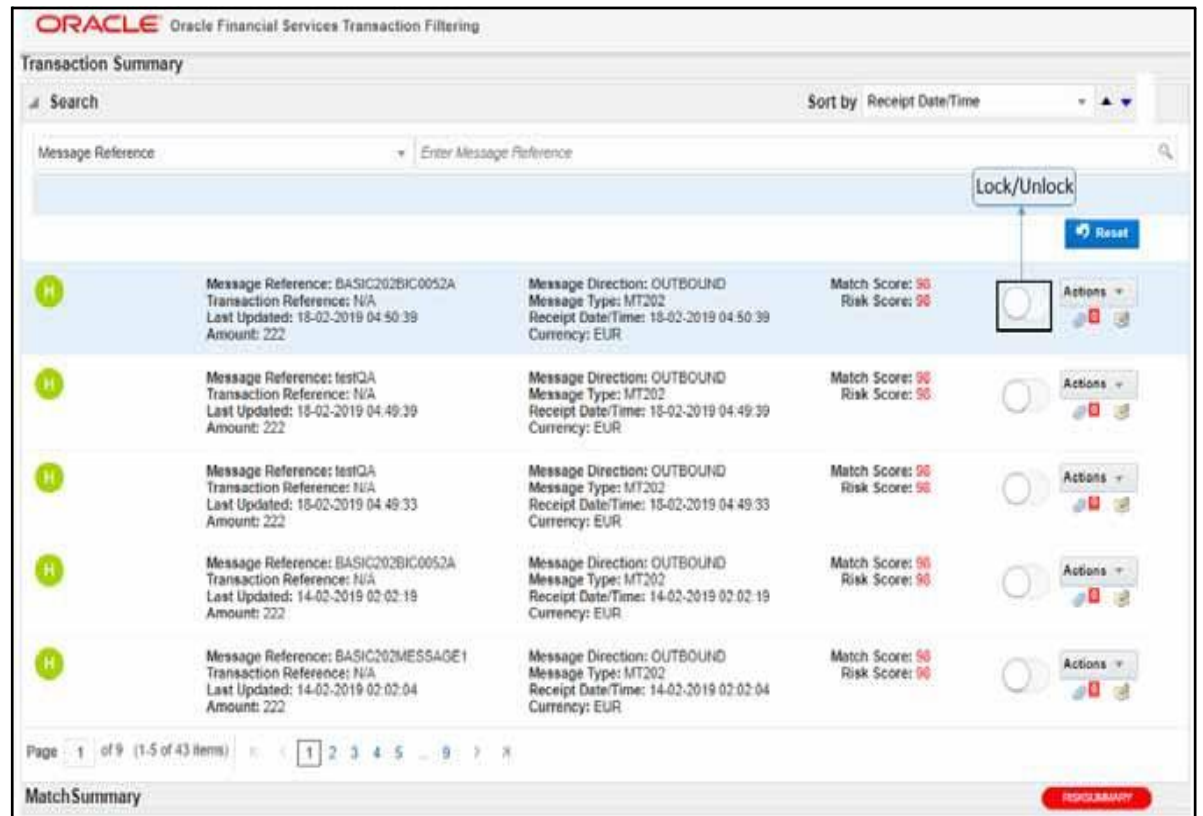 ORACLE Oracle Financial Services Transaction Filtering
Transaction Summary
Search
Sort by Receipt Date/Time
Message Reference
Enter Message Reference
Lock/Unlock
Reset
H
Message Reference: BASIC202BIC0052A
Transaction Reference: N/A
Last Updated: 18-02-2019 04:50:39
Amount: 222
Message Direction: OUTBOUND
Message Type: MT202
Receipt Date/Time: 18-02-2019 04:50:39
Currency: EUR
Match Score: 98
Risk Score: 98
Actions
0
H
Message Reference: testQA
Transaction Reference: N/A
Last Updated: 18-02-2019 04:49:39
Amount: 222
Message Direction: OUTBOUND
Message Type: MT202
Receipt Date/Time: 18-02-2019 04:49:39
Currency: EUR
Match Score: 98
Risk Score: 98
Actions
0
H
Message Reference: testQA
Transaction Reference: N/A
Last Updated: 18-02-2019 04:49:33
Amount: 222
Message Direction: OUTBOUND
Message Type: MT202
Receipt Date/Time: 18-02-2019 04:49:33
Currency: EUR
Match Score: 98
Risk Score: 98
Actions
0
H
Message Reference: BASIC202BIC0052A
Transaction Reference: N/A
Last Updated: 14-02-2019 02:02:19
Amount: 222
Message Direction: OUTBOUND
Message Type: MT202
Receipt Date/Time: 14-02-2019 02:02:19
Currency: EUR
Match Score: 98
Risk Score: 98
Actions
0
H
Message Reference: BASIC202MESSAGE1
Transaction Reference: N/A
Last Updated: 14-02-2019 02:02:04
Amount: 222
Message Direction: OUTBOUND
Message Type: MT202
Receipt Date/Time: 14-02-2019 02:02:04
Currency: EUR
Match Score: 98
Risk Score: 98
Actions
0
Page 1 of 9 (1-5 of 43 items) 1 2 3 4 5 ... 9
MatchSummary
RISKSUMMARY